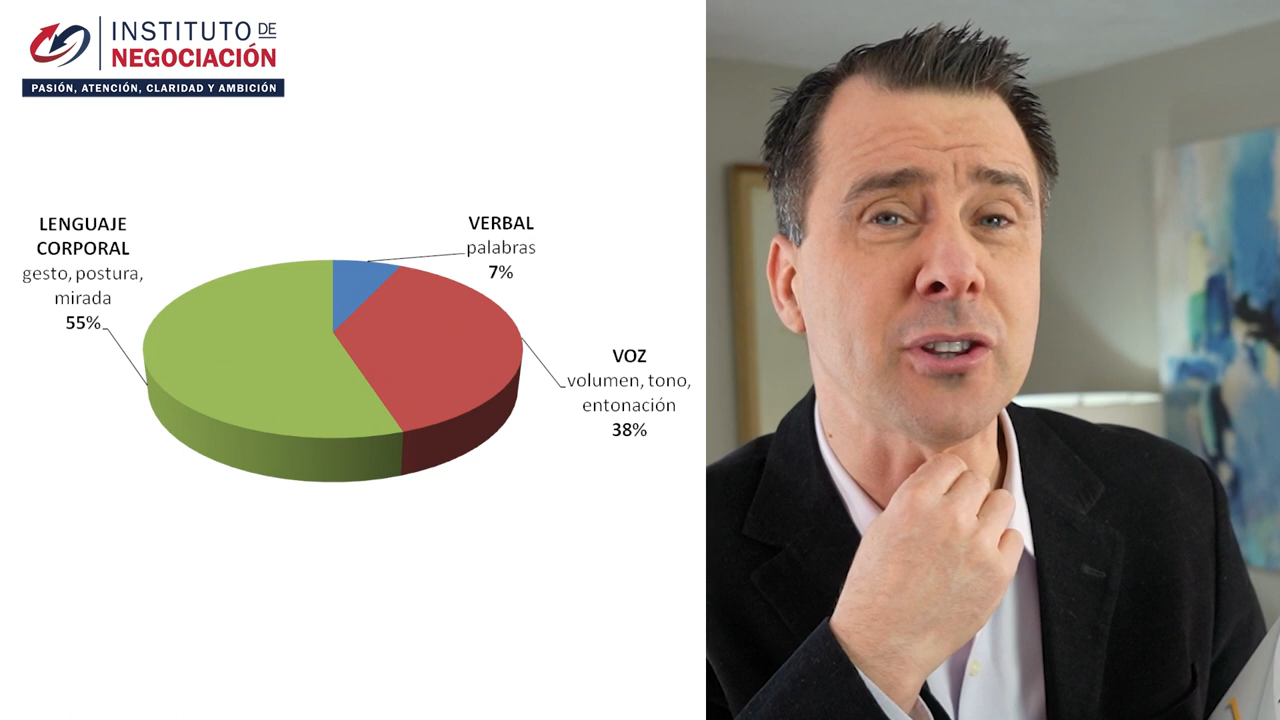 INSTITUTO DE
NEGOCIACIÓN
PASIÓN, ATENCIÓN, CLARIDAD Y AMBICIÓN
LENGUAJE
CORPORAL
gesto, postura,
mirada
55%
VERBAL
palabras
7%
VOZ
volumen, tono,
entonación
38%